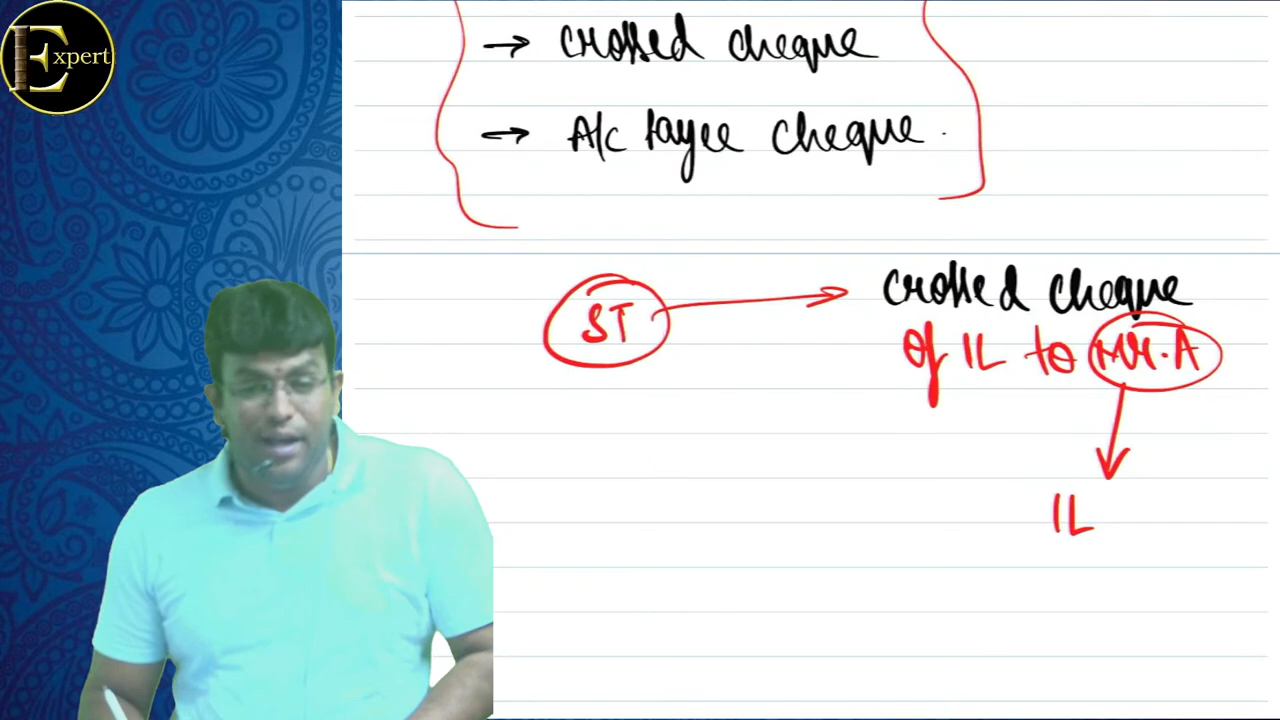 Expert
→ crossed cheque
→ A/c Payee cheque.
ST → crossed cheque
of 1L to Mr. A
1L